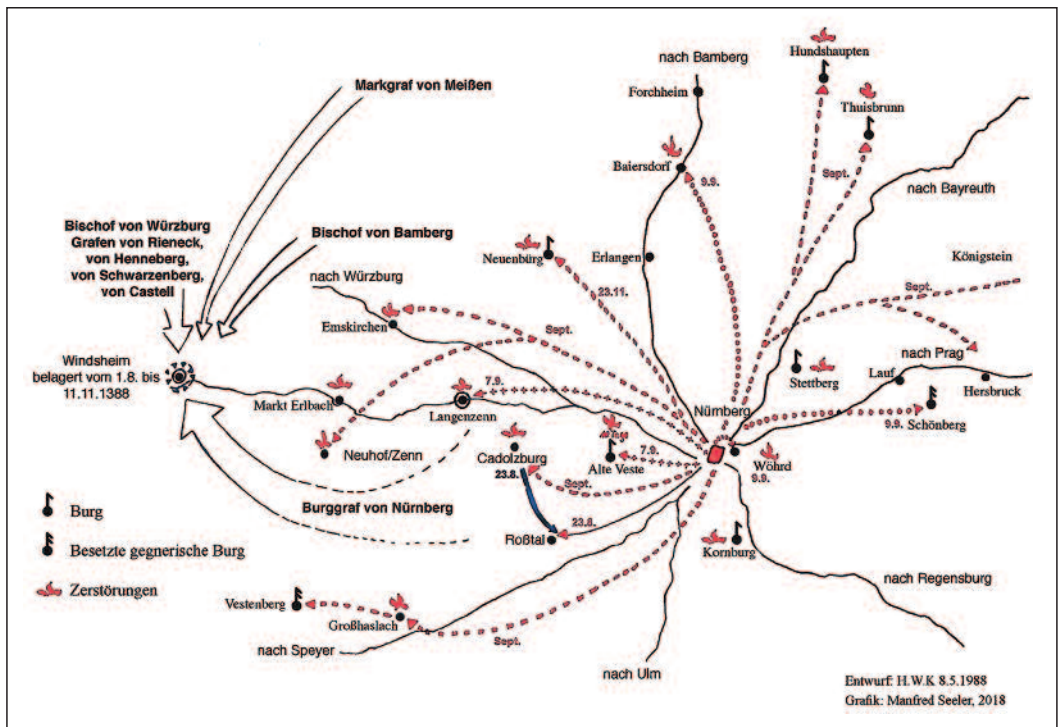 Hundshaupten
nach Bamberg
Markgraf von Meißen
Forchheim
Thuisbrunn
Baiersdorf
9.9.
Sept.
nach Bayreuth
Bischof von Würzburg
Grafen von Rieneck,
von Henneberg,
von Schwarzenberg,
von Castell
Bischof von Bamberg
Neuenbürg
Erlangen
Königstein
nach Würzburg
23.11.
Sept.
Emskirchen
Sept.
nach Prag
Windsheim
belagert vom 1.8. bis
11.11.1388
Stettberg
Lauf
Hersbruck
7.9.
Markt Erlbach
Langenzenn
Nürnberg
9.9.
Schönberg
Neuhof/Zenn
Cadolzburg
23.8.
Alte Veste
7.9.
Wöhrd
9.9.
Sept.
Burggraf von Nürnberg
Burg
23.8.
Roßtal
Kornburg
Besetzte gegnerische Burg
nach Regensburg
Zerstörungen
Vestenberg
Großhaslach
Sept.
nach Speyer
nach Ulm
Entwurf: H.W.K 8.5.1988
Grafik: Manfred Seeler, 2018